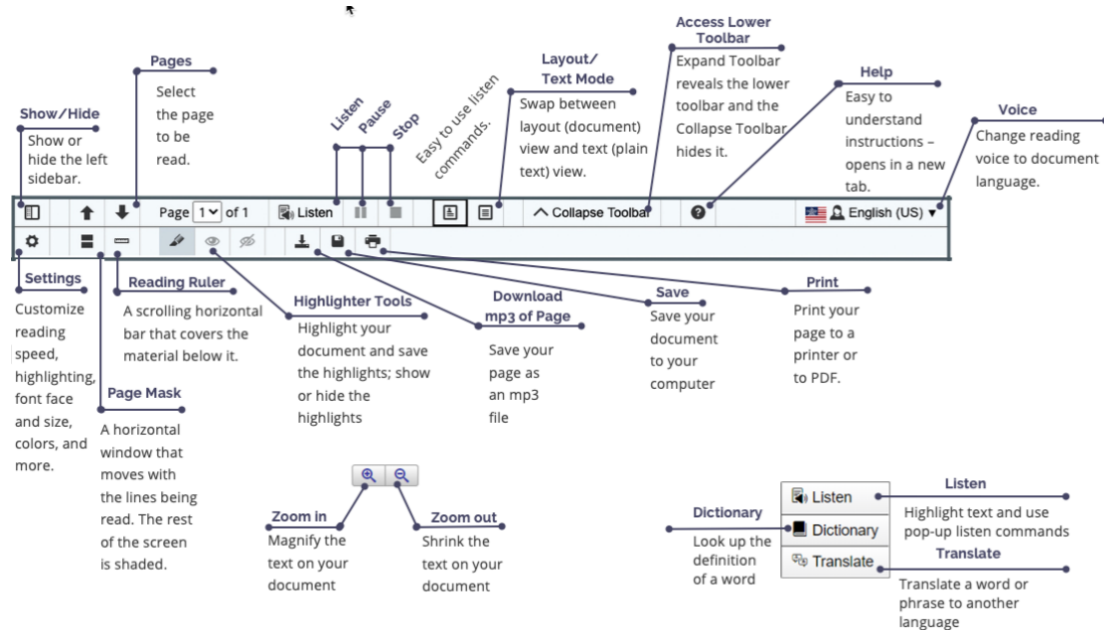 Access Lower
Toolbar
Expand Toolbar
reveals the lower
toolbar and the
Collapse Toolbar
hides it.
Pages
Select
the page
to be
read.
Layout/
Text Mode
Swap between
layout (document)
view and text (plain
text) view.
Help
Easy to
understand
instructions –
opens in a new
tab.
Show/Hide
Show or
hide the left
sidebar.
Listen
Pause
Stop
Easy to use listen
commands.
Voice
Change reading
voice to document
language.
Page 1 of 1
Listen
Collapse Toolbar
English (US)
Settings
Customize
reading
speed,
highlighting,
font face
and size,
colors, and
more.
Reading Ruler
A scrolling horizontal
bar that covers the
material below it.
Highlighter Tools
Highlight your
document and save
the highlights; show
or hide the
highlights
Download
mp3 of Page
Save your
page as
an mp3
file
Save
Save your
document
to your
computer
Print
Print your
page to a
printer or
to PDF.
Page Mask
A horizontal
window that
moves with
the lines being
read. The rest
of the screen
is shaded.
Zoom in
Magnify the
text on your
document
Zoom out
Shrink the
text on your
document
Dictionary
Look up the
definition
of a word
Listen
Dictionary
Translate
Listen
Highlight text and use
pop-up listen commands
Translate
Translate a word or
phrase to another
language